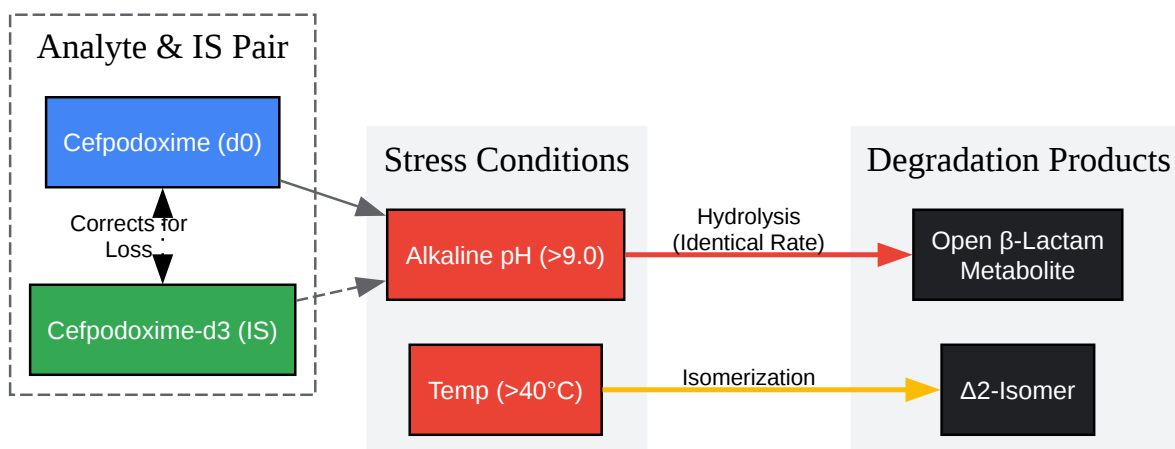 Analyte & IS Pair
Cefpodoxime (d0)
Corrects for
Loss
Cefpodoxime-d3 (IS)
Stress Conditions
Alkaline pH (>9.0)
Temp (>40°C)
Hydrolysis
(Identical Rate)
Isomerization
Degradation Products
Open β-Lactam
Metabolite
Δ2-Isomer